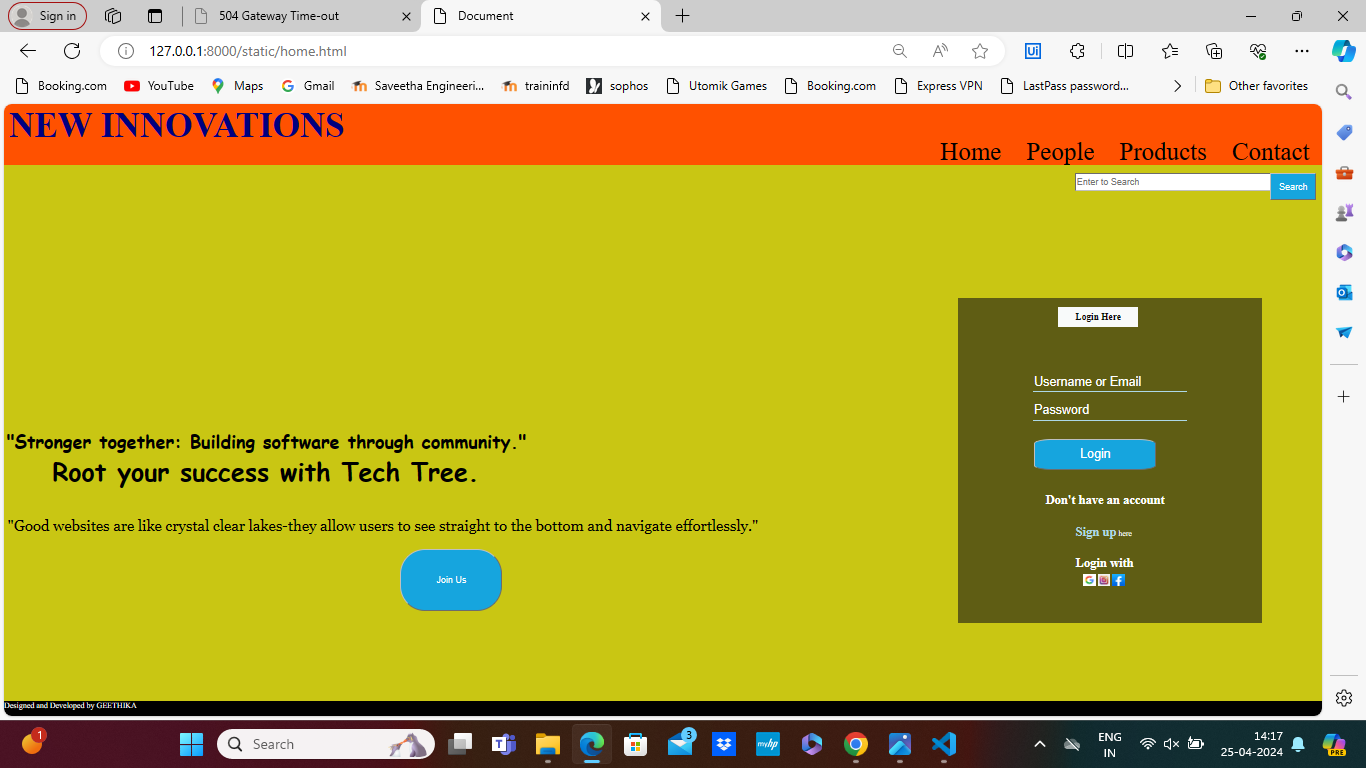 Sign in
504 Gateway Time-out
Document
127.0.0.1:8000/static/home.html
Booking.com
YouTube
Maps
Gmail
Saveetha Engineeri...
traininfd
sophos
Utomik Games
Booking.com
Express VPN
LastPass password...
Other favorites
NEW INNOVATIONS
Home People Products Contact
Enter to Search
Search
Login Here
Username or Email
Password
Login
Don't have an account
Sign up here
Login with
"Stronger together: Building software through community."
Root your success with Tech Tree.
"Good websites are like crystal clear lakes-they allow users to see straight to the bottom and navigate effortlessly."
Join Us
Designed and Developed by GEETHIKA
1
Search
3
myhp
ENG
IN
14:17
25-04-2024
PRE